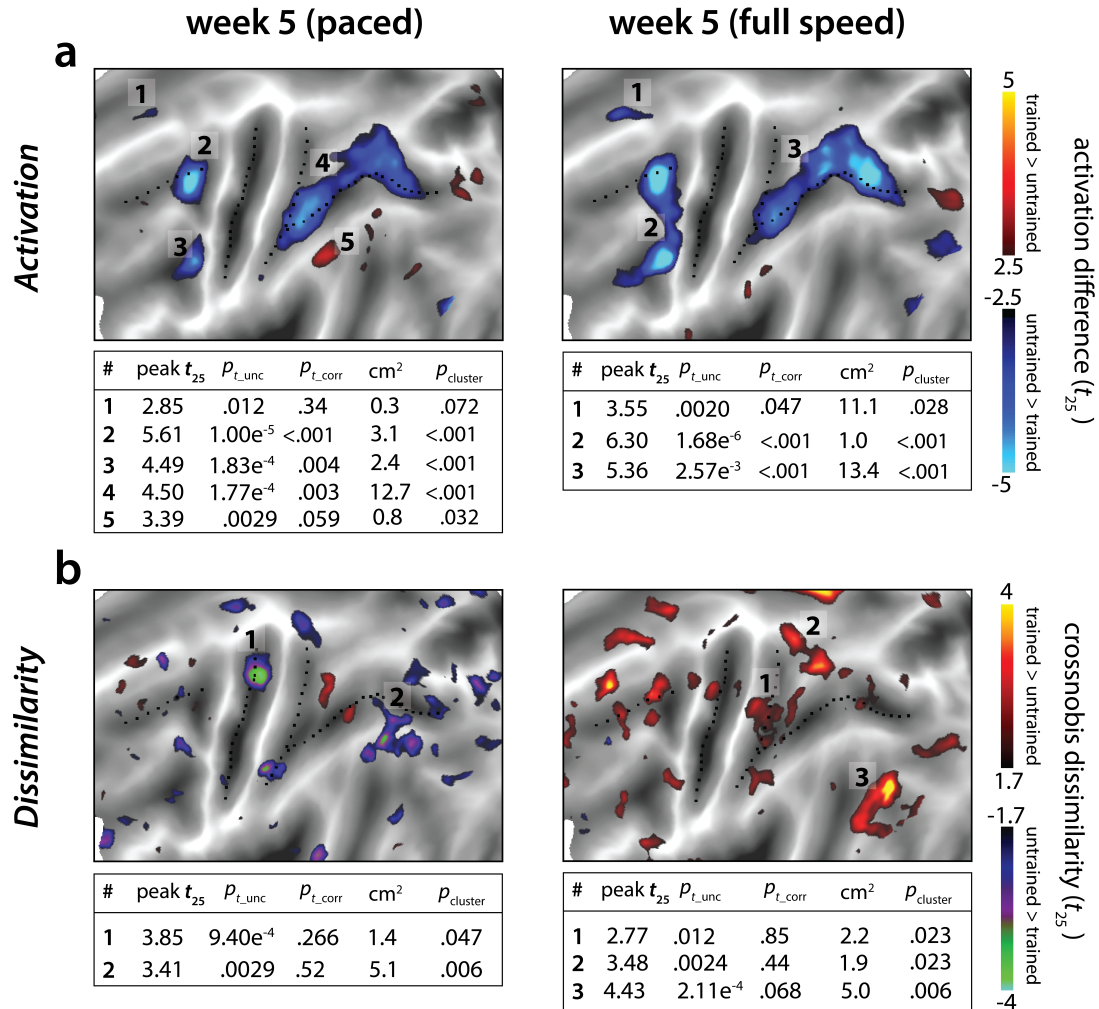 week 5 (paced)
week 5 (full speed)
a
Activation
1
2
3
4
5
1
2
3
5
2.5
-2.5
-5
trained > untrained
untrained > trained
activation difference (t25)
# peak t25 pt_unc pt_corr cm2 pcluster
1 2.85 .012 .34 0.3 .072
2 5.61 1.00e-5 <.001 3.1 <.001
3 4.49 1.83e-4 .004 2.4 <.001
4 4.50 1.77e-4 .003 12.7 <.001
5 3.39 .0029 .059 0.8 .032
# peak t25 pt_unc pt_corr cm2 pcluster
1 3.55 .0020 .047 11.1 .028
2 6.30 1.68e-6 <.001 1.0 <.001
3 5.36 2.57e-3 <.001 13.4 <.001
b
Dissimilarity
1
2
1
2
3
4
1.7
-1.7
-4
trained > untrained
untrained > trained
crossnobis dissimilarity (t25)
# peak t25 pt_unc pt_corr cm2 pcluster
1 3.85 9.40e-4 .266 1.4 .047
2 3.41 .0029 .52 5.1 .006
# peak t25 pt_unc pt_corr cm2 pcluster
1 2.77 .012 .85 2.2 .023
2 3.48 .0024 .44 1.9 .023
3 4.43 2.11e-4 .068 5.0 .006